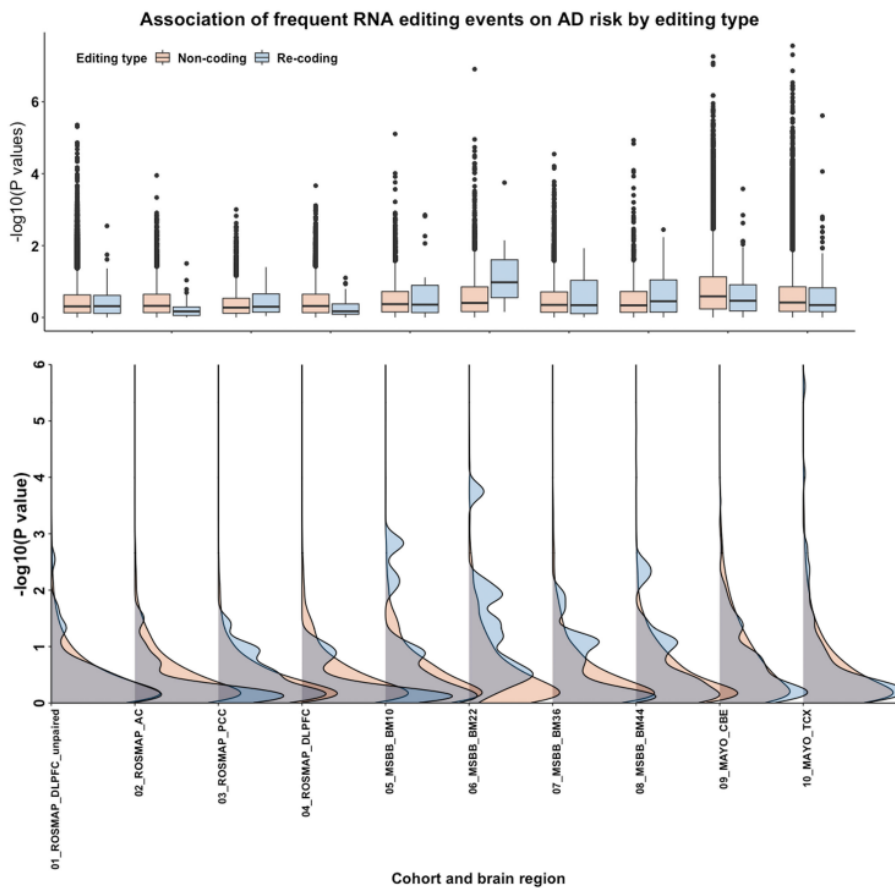 Association of frequent RNA editing events on AD risk by editing type
Editing type Non-coding Re-coding
-log10(P values)
6
4
2
0
-log10(P value)
6
5
4
3
2
1
0
01_ROSMAP_DLPFC_unpaired
02_ROSMAP_AC
03_ROSMAP_PCC
04_ROSMAP_DLPFC
05_MSBB_BM10
06_MSBB_BM22
07_MSBB_BM36
08_MSBB_BM44
09_MAYO_CBE
10_MAYO_TCX
Cohort and brain region